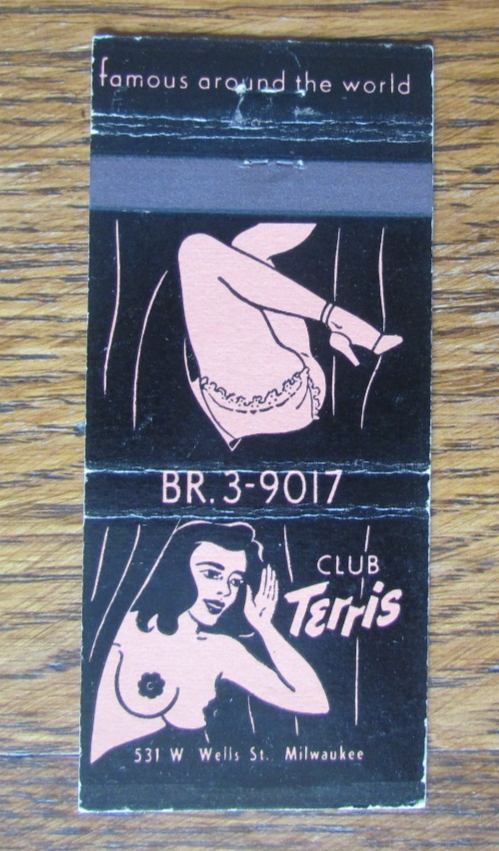 famous around the world
BR. 3-9017
CLUB
Terris
531 W Wells St. Milwaukee